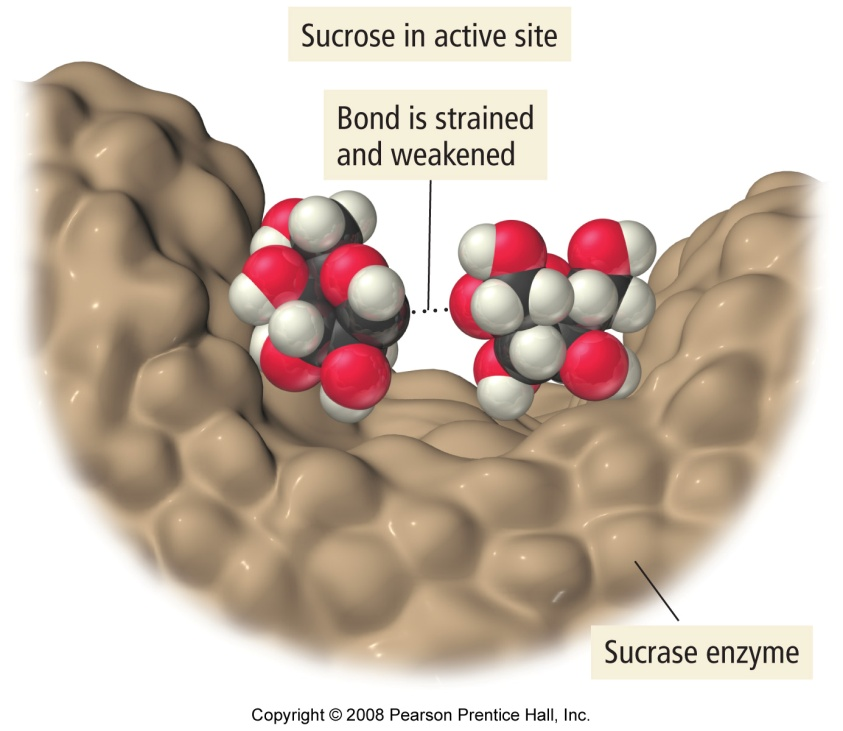 Sucrose in active site
Bond is strained
and weakened
Sucrase enzyme
Copyright © 2008 Pearson Prentice Hall, Inc.